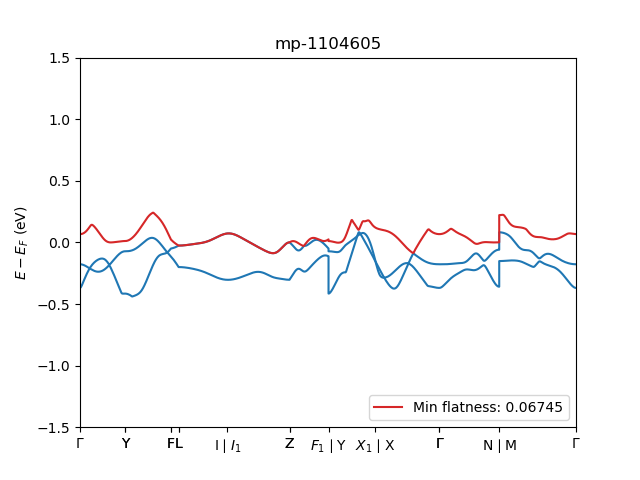 mp-1104605
E − E_F (eV)
1.5
1.0
0.5
0.0
−0.5
−1.0
−1.5
Min flatness: 0.06745
Γ Y FL I | I₁ Z F₁ | Y X₁ | X Γ N | M Γ